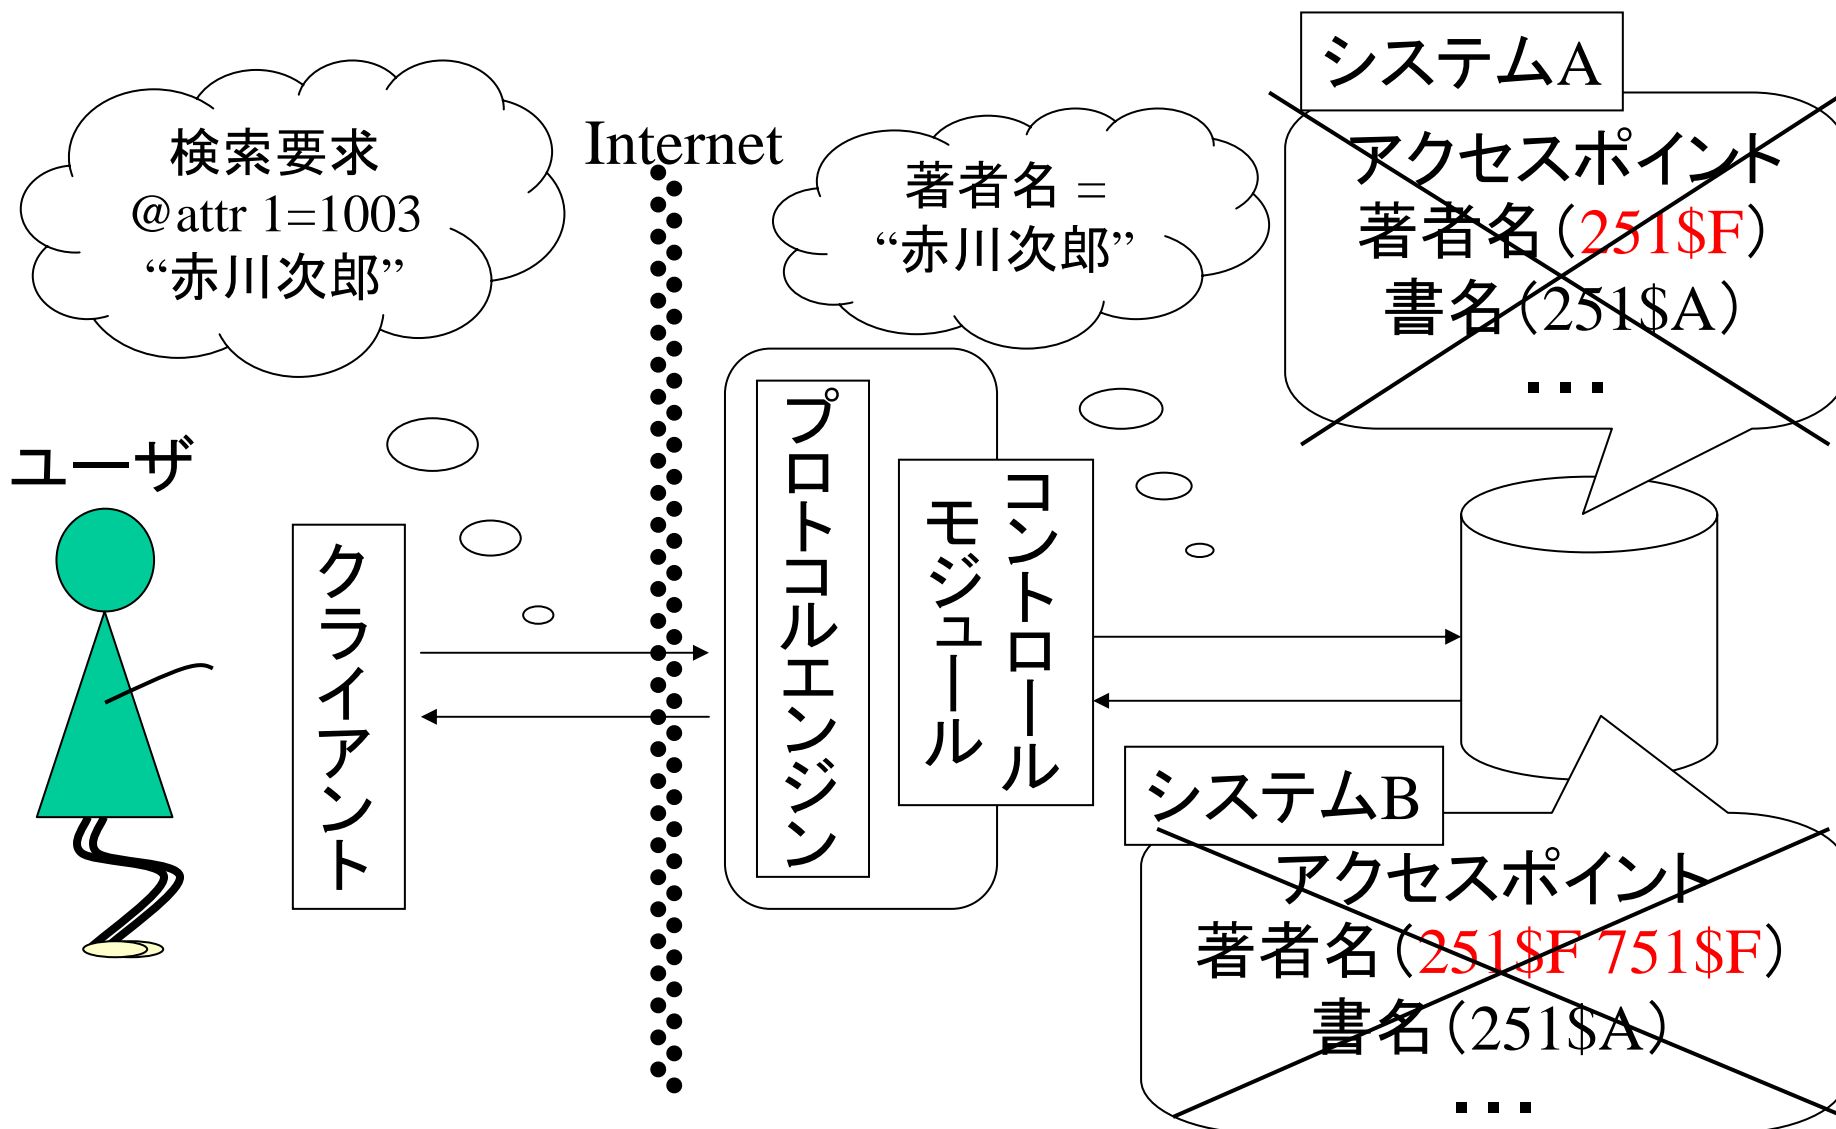 検索要求
@attr 1=1003
“赤川次郎”
Internet
著者名 =
“赤川次郎”
システムA
アクセスポイント
著者名(251$F)
書名(251$A)
…
ユーザ
クライアント
プロトコルエンジン
コントロール
モジュール
システムB
アクセスポイント
著者名(251$F 751$F)
書名(251$A)
…